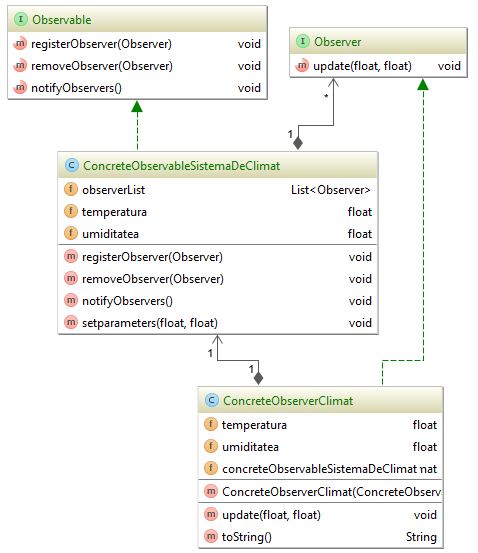 Observable
registerObserver(Observer) void
removeObserver(Observer) void
notifyObservers() void
Observer
update(float, float) void
*
1
ConcreteObservableSistemaDeClimat
observerList List<Observer>
temperatura float
umiditatea float
registerObserver(Observer) void
removeObserver(Observer) void
notifyObservers() void
setparameters(float, float) void
1
1
ConcreteObserverClimat
temperatura float
umiditatea float
concreteObservableSistemaDeClimat nat
ConcreteObserverClimat(ConcreteObserv
update(float, float) void
toString() String